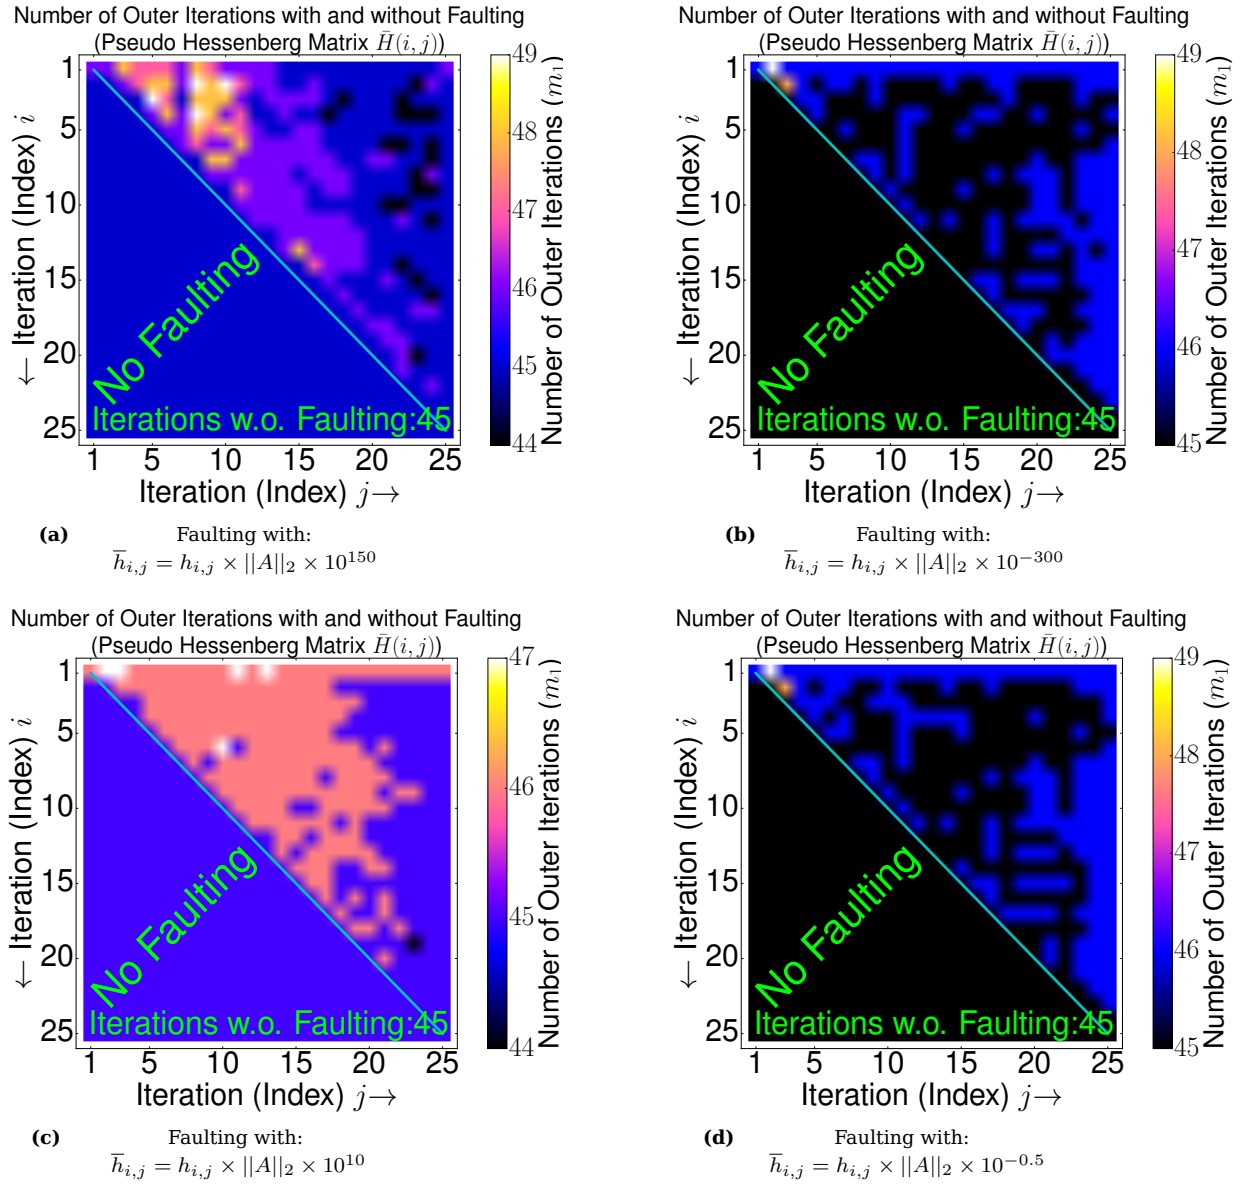 Number of Outer Iterations with and without Faulting
(Pseudo Hessenberg Matrix H̄(i, j))
1
5
10
15
20
25
← Iteration (Index) i
No Faulting
Iterations w.o. Faulting:45
1 5 10 15 20 25
Iteration (Index) j→
49
48
47
46
45
44
Number of Outer Iterations (m₁)
(a) Faulting with:
h̅ᵢ,ⱼ = hᵢ,ⱼ × ||A||₂ × 10¹⁵⁰
Number of Outer Iterations with and without Faulting
(Pseudo Hessenberg Matrix H̄(i, j))
1
5
10
15
20
25
← Iteration (Index) i
No Faulting
Iterations w.o. Faulting:45
1 5 10 15 20 25
Iteration (Index) j→
49
48
47
46
45
Number of Outer Iterations (m₁)
(b) Faulting with:
h̅ᵢ,ⱼ = hᵢ,ⱼ × ||A||₂ × 10⁻³⁰⁰
Number of Outer Iterations with and without Faulting
(Pseudo Hessenberg Matrix H̄(i, j))
1
5
10
15
20
25
← Iteration (Index) i
No Faulting
Iterations w.o. Faulting:45
1 5 10 15 20 25
Iteration (Index) j→
47
46
45
44
Number of Outer Iterations (m₁)
(c) Faulting with:
h̅ᵢ,ⱼ = hᵢ,ⱼ × ||A||₂ × 10¹⁰
Number of Outer Iterations with and without Faulting
(Pseudo Hessenberg Matrix H̄(i, j))
1
5
10
15
20
25
← Iteration (Index) i
No Faulting
Iterations w.o. Faulting:45
1 5 10 15 20 25
Iteration (Index) j→
49
48
47
46
45
Number of Outer Iterations (m₁)
(d) Faulting with:
h̅ᵢ,ⱼ = hᵢ,ⱼ × ||A||₂ × 10⁻⁰·⁵